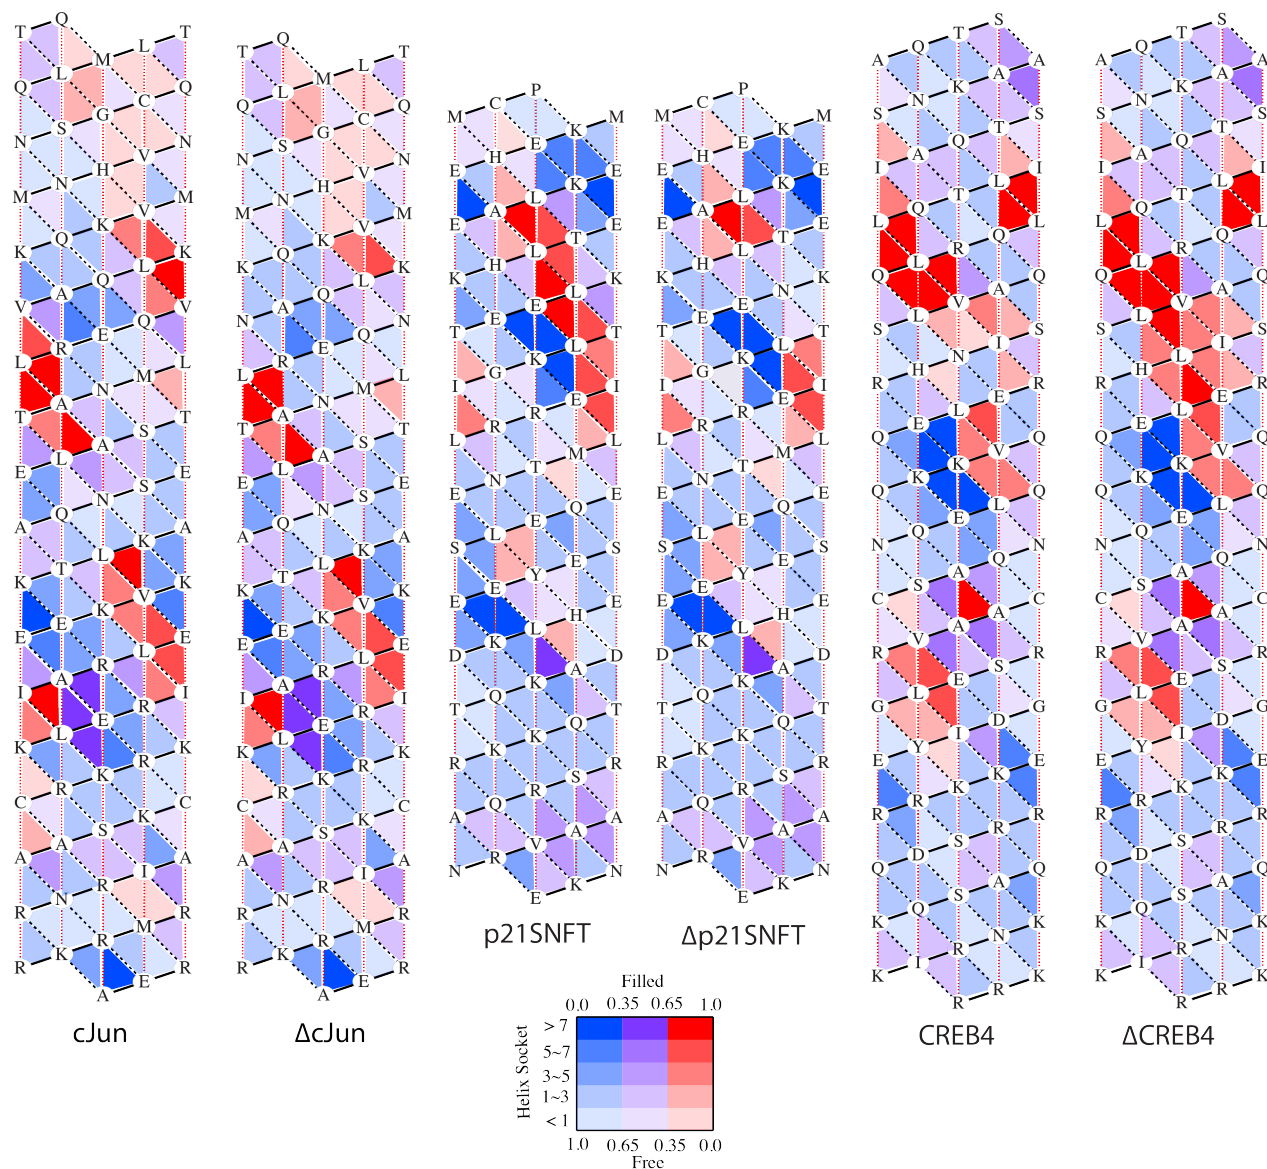 T Q
Q L M L T
N S G C Q
M N H V N
K Q K V M
V A Q L K
L R E Q V
T A N M L
E L A S T
A Q N S E
K T L K A
E E K V K
I A R L E
K L E R I
C R K R K
A A S K C
R N R I A
R K R M R
A E R
cJun
T Q
Q L M L T
N S G C Q
M N H V N
K Q K V M
N A Q L K
L R E Q N
T A N M L
E L A S T
A Q N S E
K T L K A
E E K V K
I A R L E
K L E R I
C R K R K
A A S K C
R N R I A
R K R M R
A E R
ΔcJun
M C P
E H E K M
E A L K E
K H L T E
T E E L K
I G K L T
L R R E I
E N T M L
S L E Q E
E E Y E S
D K L H E
T Q K A D
R K K Q T
A Q R S R
N R V A A
E K N
p21SNFT
M C P
E H E K M
E A L K E
K H L T E
T E E N K
I G K L T
L R R E I
E N T M L
S L E Q E
E E Y E S
D K L H E
T Q K A D
R K K Q T
A Q R S R
N R V A A
E K N
Δp21SNFT
A Q T S
S N K A A
I A Q T S
L Q T L I
Q L R Q L
S L V A Q
R H N I S
Q E L E R
Q K K V Q
N Q E L Q
C S A Q N
R V A A C
G L E S R
E Y I D G
R R K K E
Q D S R R
K Q S A Q
K I R N K
R R K
CREB4
A Q T S
S N K A A
I A Q T S
L Q T L I
Q L R Q L
S L V A Q
R H L I S
Q E L E R
Q K K V Q
N Q E L Q
C S A Q N
R V A A C
G L E S R
E Y I D G
R R K K E
Q D S R R
K Q S A Q
K I R N K
R R K
ΔCREB4
Filled
0.0 0.35 0.65 1.0
Helix Socket
> 7
5~7
3~5
1~3
< 1
1.0 0.65 0.35 0.0
Free